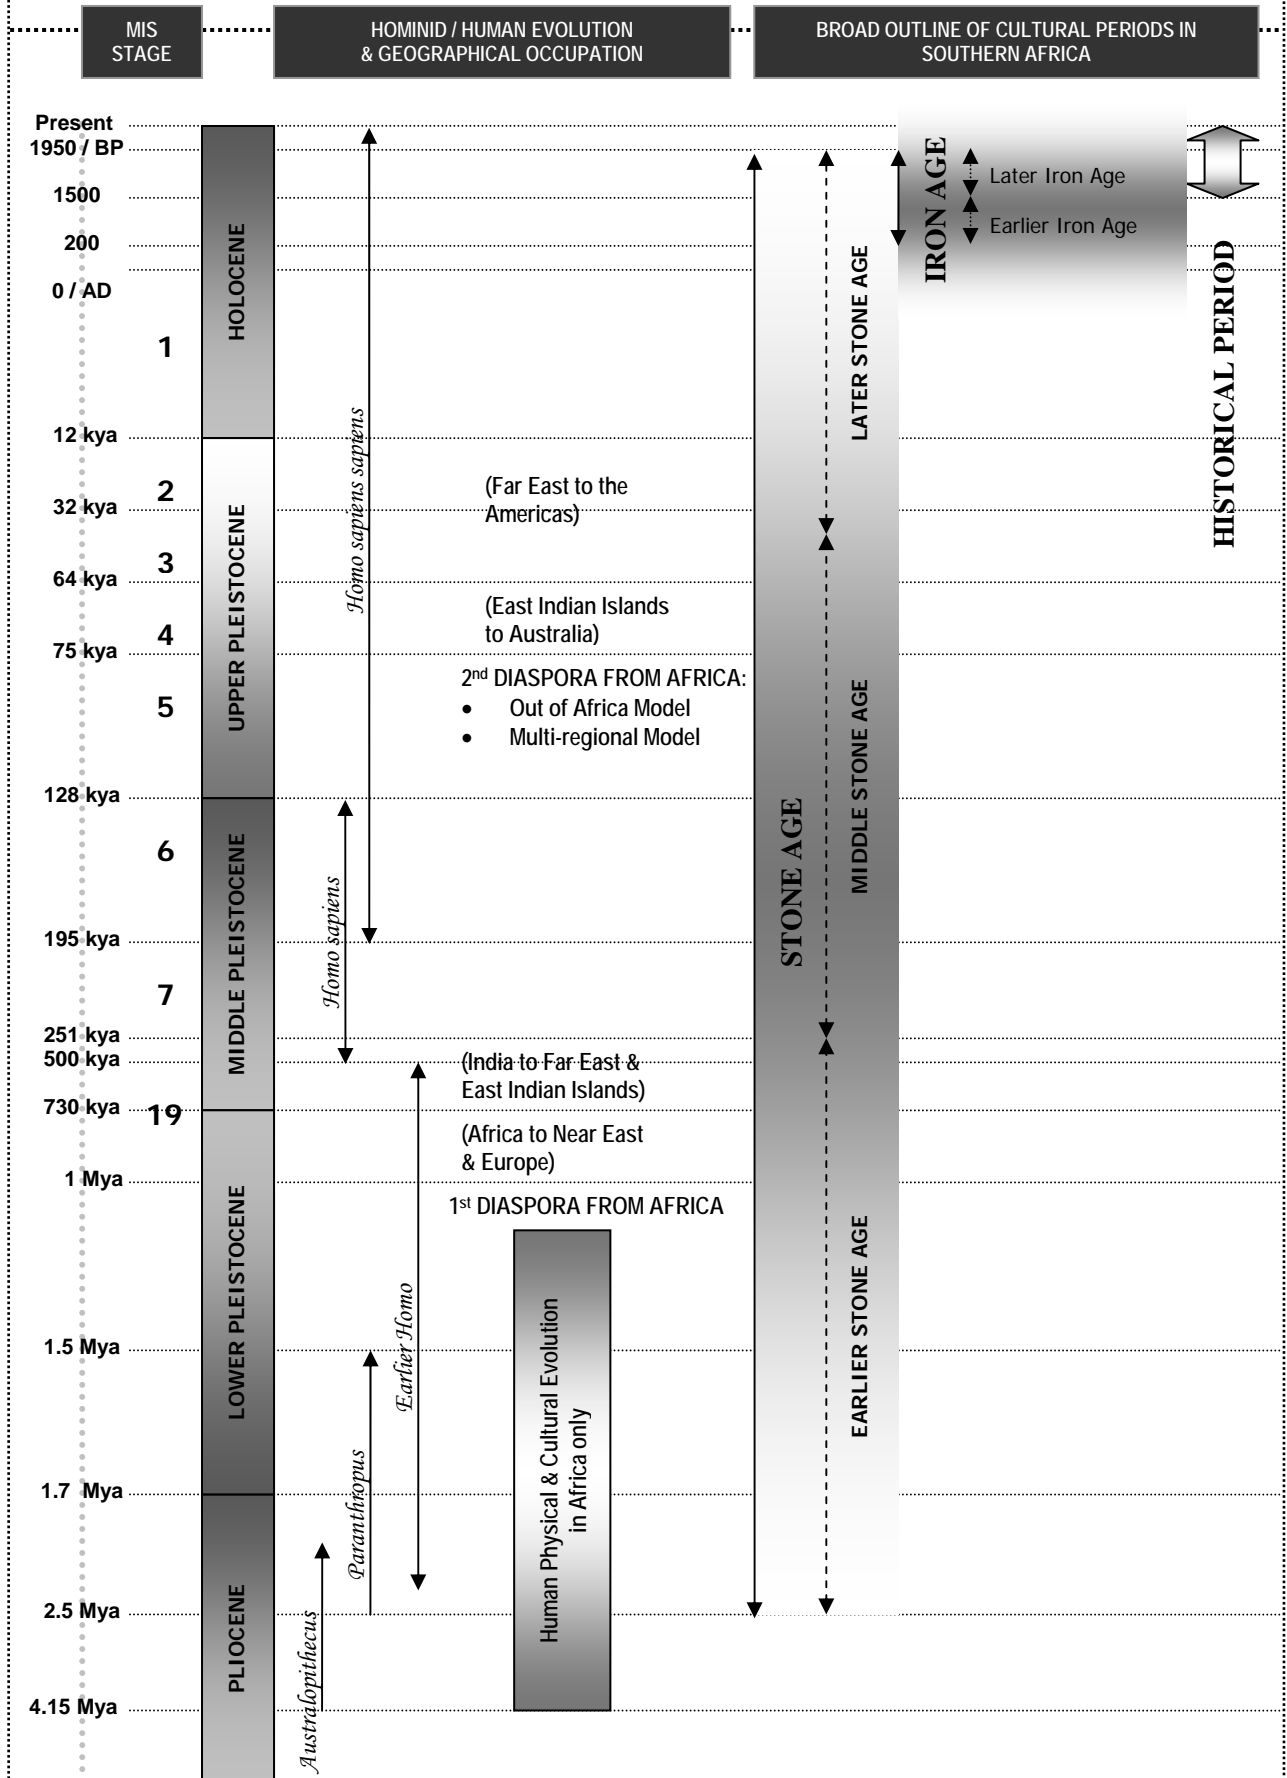 MIS
STAGE
HOMINID / HUMAN EVOLUTION
& GEOGRAPHICAL OCCUPATION
BROAD OUTLINE OF CULTURAL PERIODS IN
SOUTHERN AFRICA
Present
1950 / BP
1500
200
0 / AD
12 kya
32 kya
64 kya
75 kya
128 kya
195 kya
251 kya
500 kya
730 kya
1 Mya
1.5 Mya
1.7 Mya
2.5 Mya
4.15 Mya
1
2
3
4
5
6
7
19
HOLOCENE
UPPER PLEISTOCENE
MIDDLE PLEISTOCENE
LOWER PLEISTOCENE
PLIOCENE
Homo sapiens sapiens
Homo sapiens
Earlier Homo
Paranthropus
Australopithecus
(Far East to the
Americas)
(East Indian Islands
to Australia)
2nd DIASPORA FROM AFRICA:
• Out of Africa Model
• Multi-regional Model
(India to Far East &
East Indian Islands)
(Africa to Near East
& Europe)
1st DIASPORA FROM AFRICA
Human Physical & Cultural Evolution
in Africa only
STONE AGE
LATER STONE AGE
MIDDLE STONE AGE
EARLIER STONE AGE
IRON AGE
Later Iron Age
Earlier Iron Age
HISTORICAL PERIOD